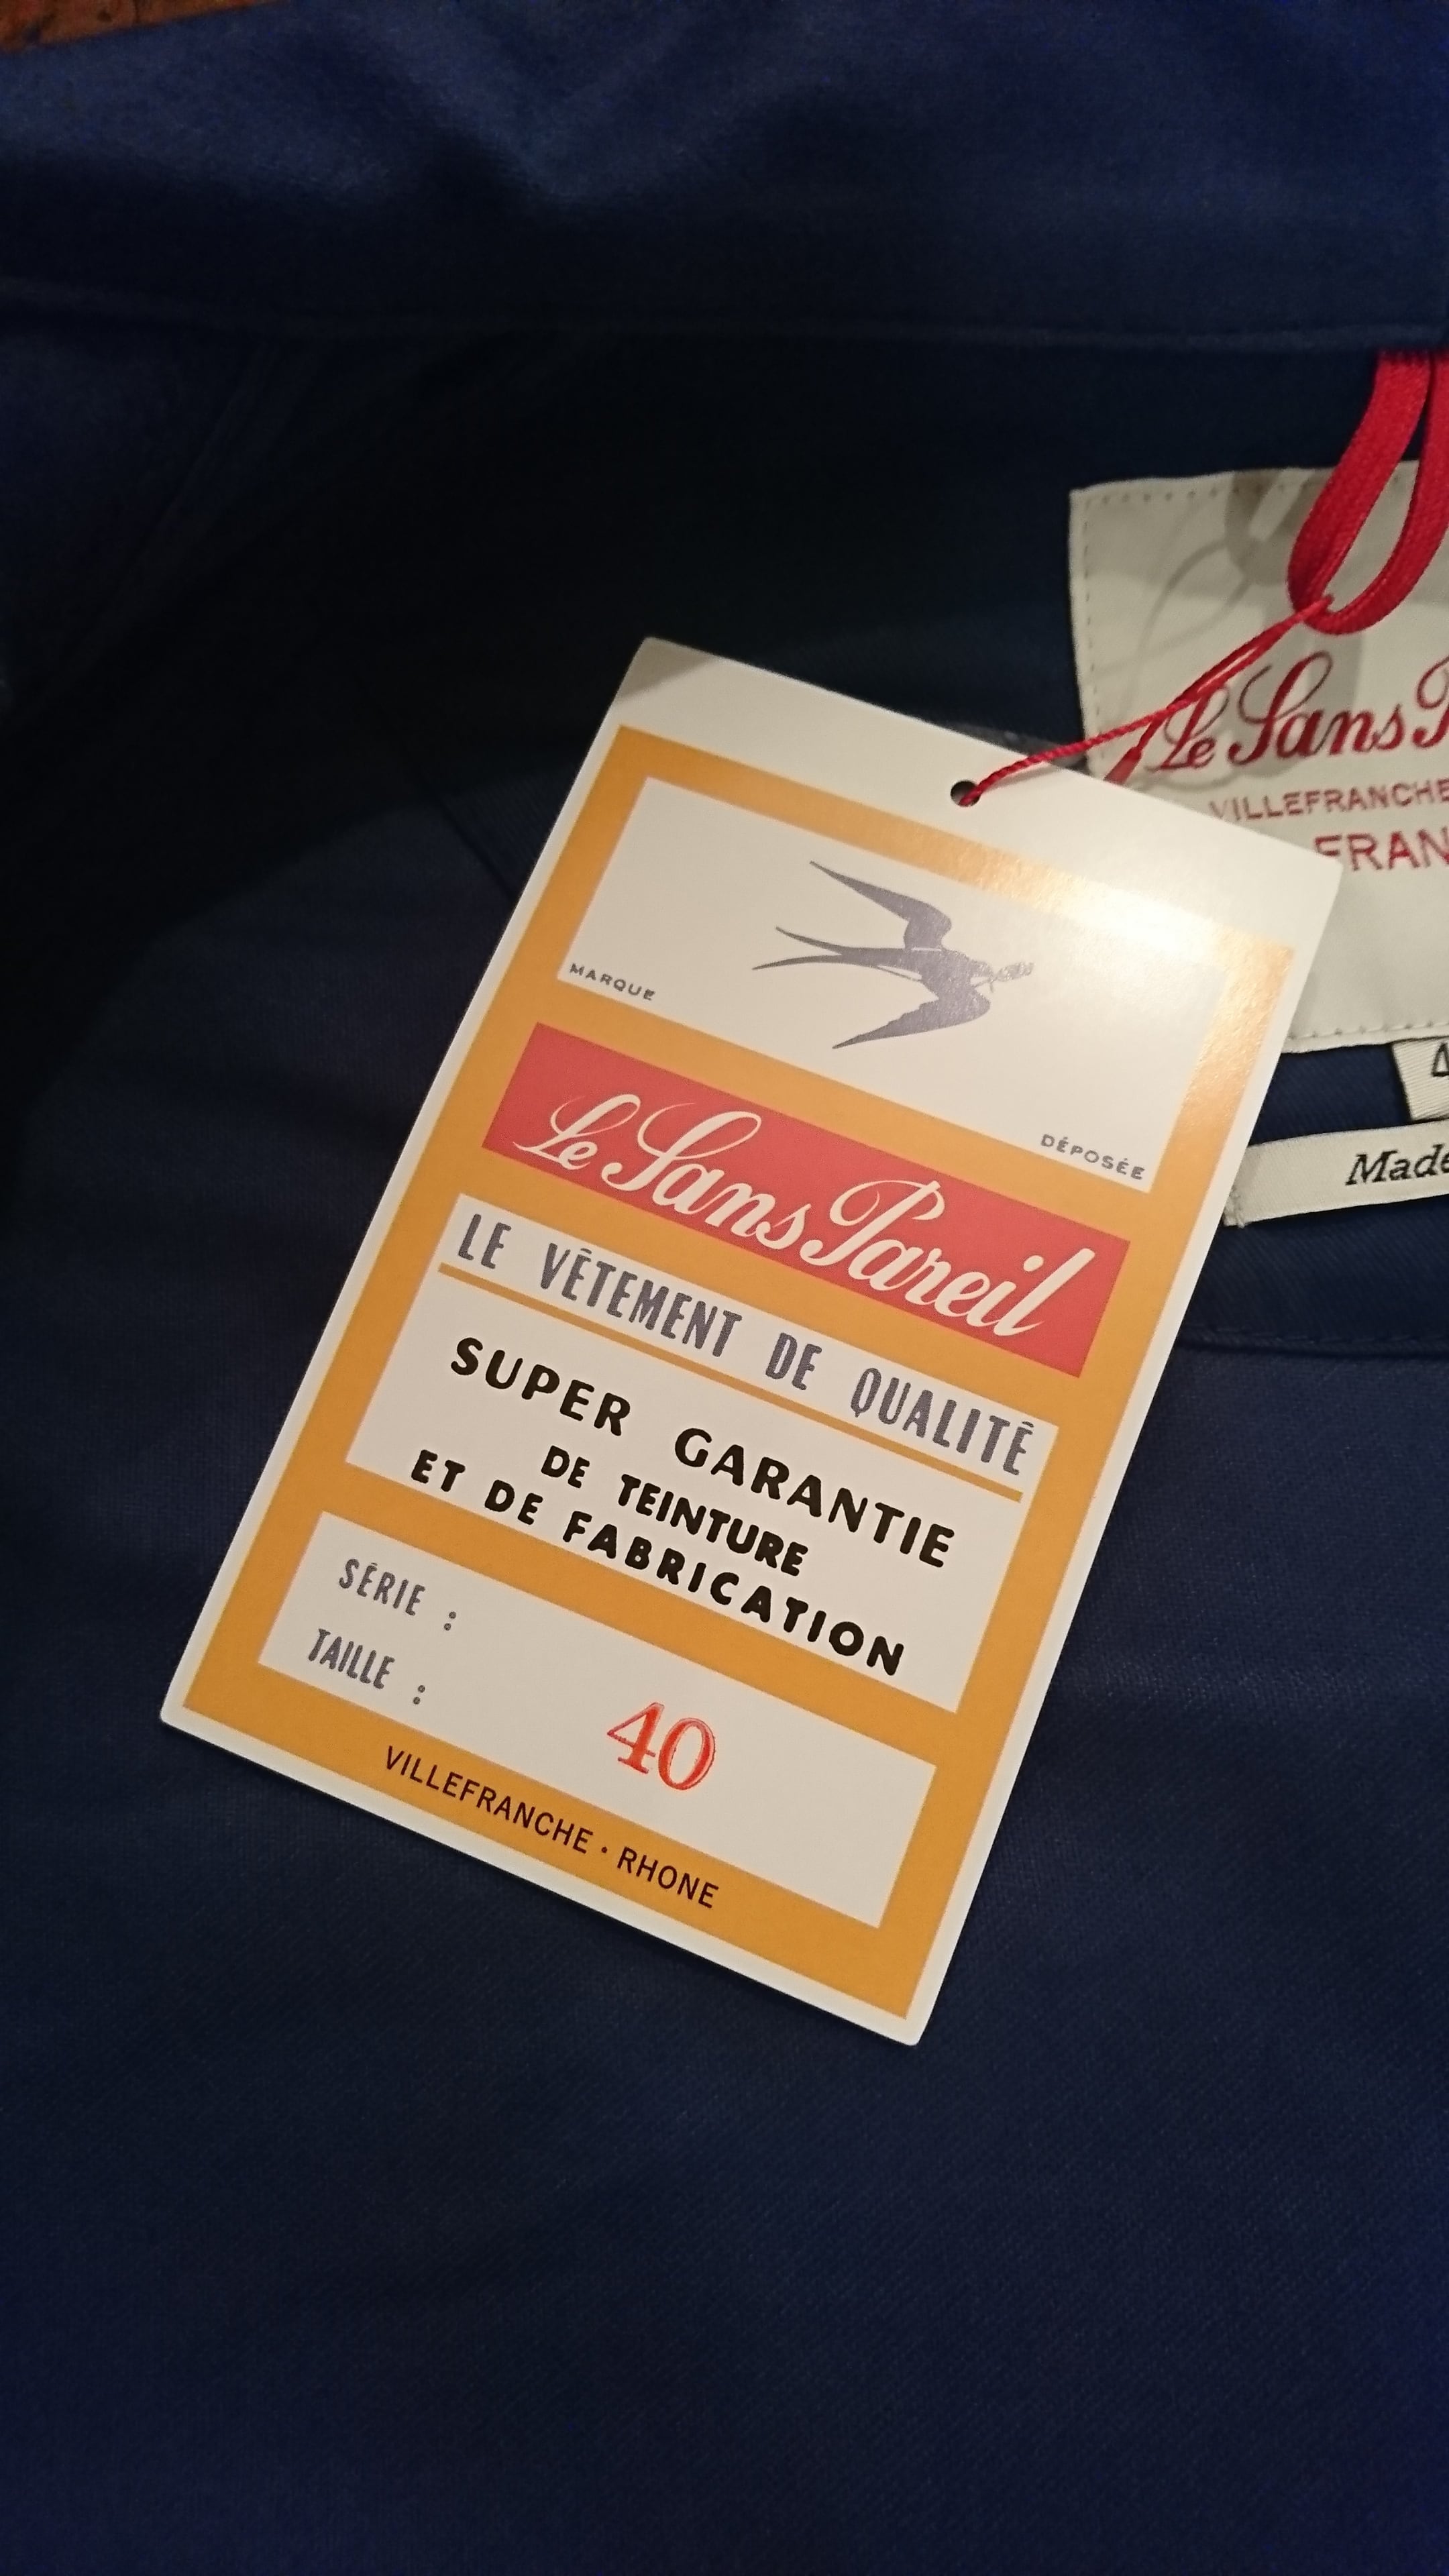 Le Sans P
VILLEFRANCHE
FRAN
4
Made
MARQUE
DÉPOSÉE
Le Sans Pareil
LE VÊTEMENT DE QUALITÉ
SUPER GARANTIE
DE TEINTURE
ET DE FABRICATION
SÉRIE :
TAILLE :
40
VILLEFRANCHE · RHONE